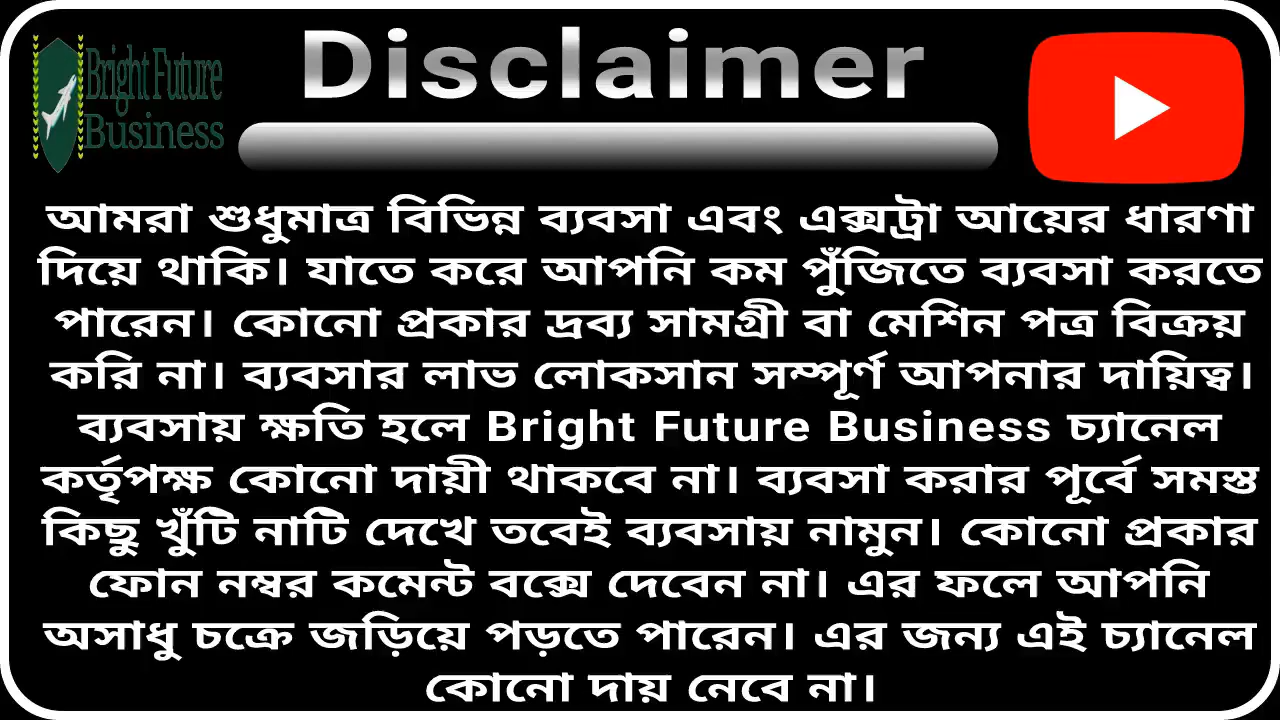 Bright Future
Business
Disclaimer
আমরা শুধুমাত্র বিভিন্ন ব্যবসা এবং এক্সট্রা আয়ের ধারণা
দিয়ে থাকি। যাতে করে আপনি কম পুঁজিতে ব্যবসা করতে
পারেন। কোনো প্রকার দ্রব্য সামগ্রী বা মেশিন পত্র বিক্রয়
করি না। ব্যবসার লাভ লোকসান সম্পূর্ণ আপনার দায়িত্ব।
ব্যবসায় ক্ষতি হলে Bright Future Business চ্যানেল
কর্তৃপক্ষ কোনো দায়ী থাকবে না। ব্যবসা করার পূর্বে সমস্ত
কিছু খুঁটি নাটি দেখে তবেই ব্যবসায় নামুন। কোনো প্রকার
ফোন নম্বর কমেন্ট বক্সে দেবেন না। এর ফলে আপনি
অসাধু চক্রে জড়িয়ে পড়তে পারেন। এর জন্য এই চ্যানেল
কোনো দায় নেবে না।